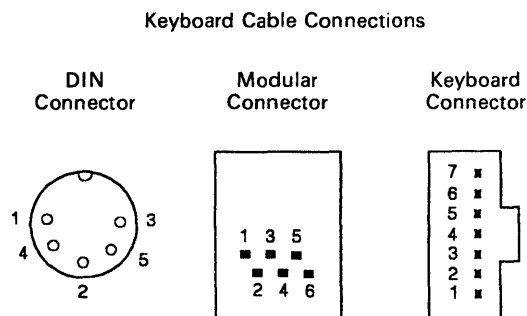 Keyboard Cable Connections
DIN Connector
Modular Connector
Keyboard Connector
1 3
4 5
2
1 3 5
2 4 6
7
6
5
4
3
2
1